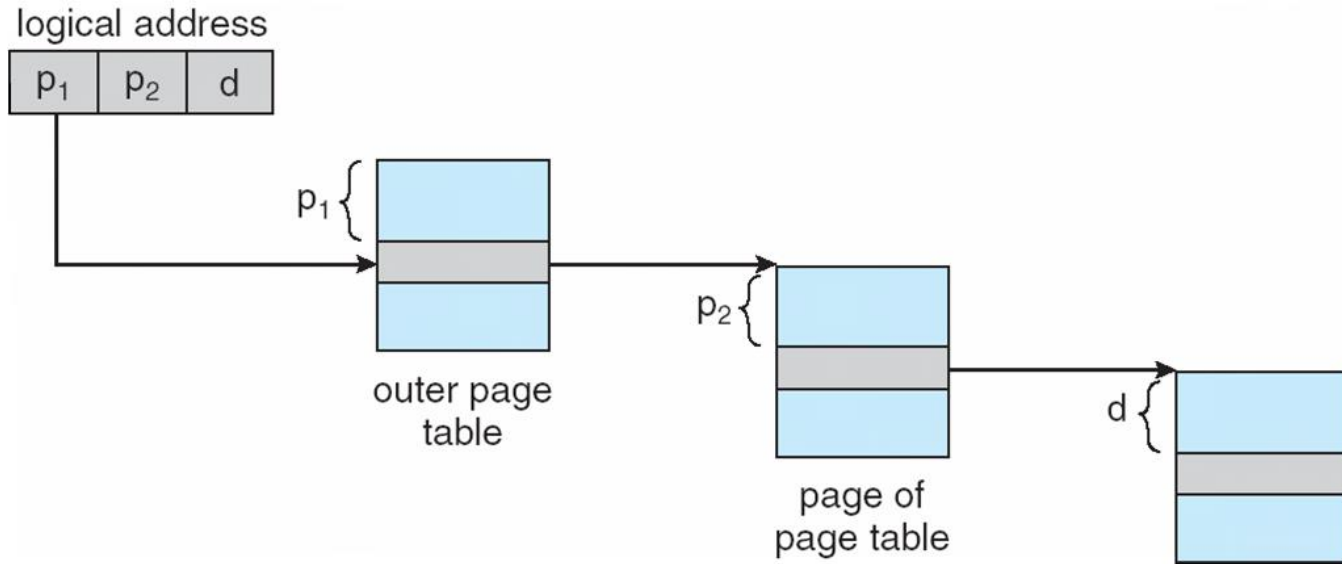 logical address
p₁ p₂ d
p₁
p₂
d
outer page
table
page of
page table